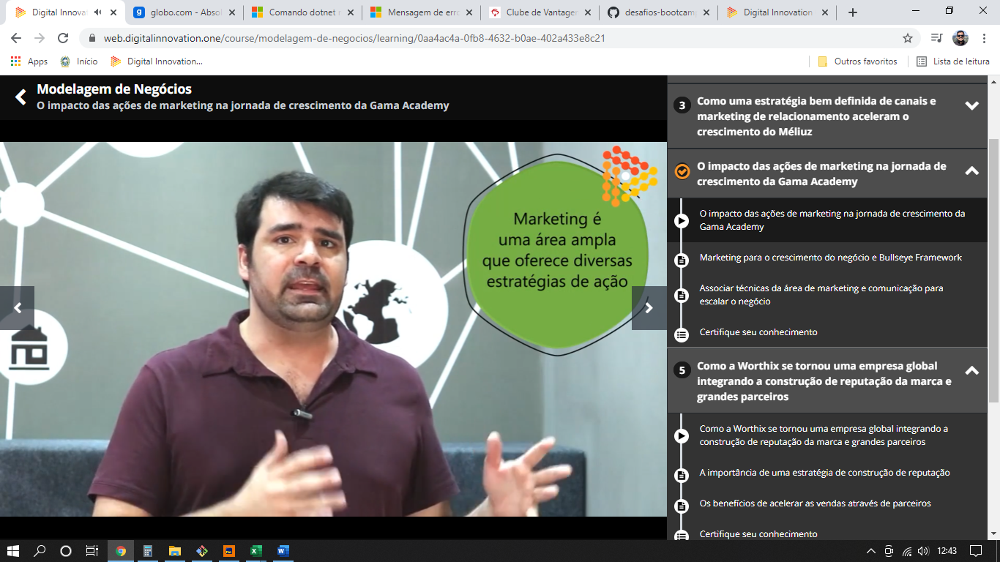 Digital Innovat
globo.com - Abso
Comando dotnet r
Mensagem de erro
Clube de Vantager
desafios-bootcam
Digital Innovation
web.digitalinnovation.one/course/modelagem-de-negocios/learning/0aa4ac4a-0fb8-4632-b0ae-402a433e8c21
Apps
Início
Digital Innovation...
Outros favoritos
Lista de leitura
Modelagem de Negócios
O impacto das ações de marketing na jornada de crescimento da Gama Academy
Marketing é
uma área ampla
que oferece diversas
estratégias de ação
3
Como uma estratégia bem definida de canais e
marketing de relacionamento aceleram o
crescimento do Méliuz
O impacto das ações de marketing na jornada de
crescimento da Gama Academy
O impacto das ações de marketing na jornada de crescimento da
Gama Academy
Marketing para o crescimento do negócio e Bullseye Framework
Associar técnicas da área de marketing e comunicação para
escalar o negócio
Certifique seu conhecimento
5
Como a Worthix se tornou uma empresa global
integrando a construção de reputação da marca e
grandes parceiros
Como a Worthix se tornou uma empresa global integrando a
construção de reputação da marca e grandes parceiros
A importância de uma estratégia de construção de reputação
Os benefícios de acelerar as vendas através de parceiros
Certifique seu conhecimento
12:43